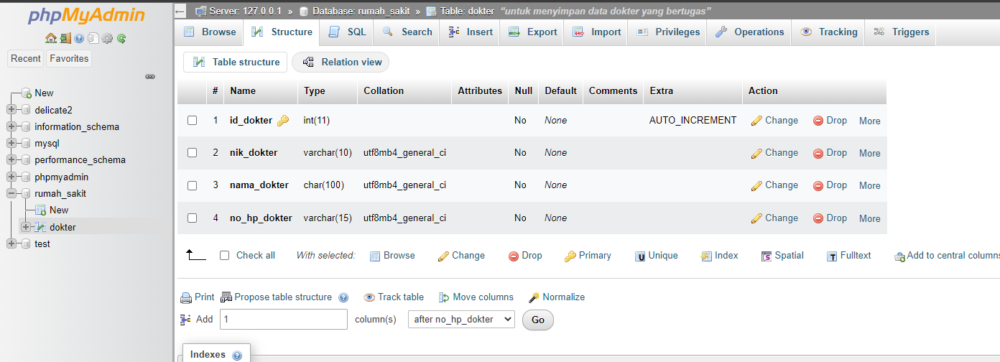 phpMyAdmin
Recent Favorites
New
delicate2
information_schema
mysql
performance_schema
phpmyadmin
rumah_sakit
New
dokter
test
Server: 127.0.0.1 » Database: rumah_sakit » Table: dokter "untuk menyimpan data dokter yang bertugas"
Browse Structure SQL Search Insert Export Import Privileges Operations Tracking Triggers
Table structure Relation view
# Name Type Collation Attributes Null Default Comments Extra Action
1 id_dokter int(11) No None AUTO_INCREMENT Change Drop More
2 nik_dokter varchar(10) utf8mb4_general_ci No None Change Drop More
3 nama_dokter char(100) utf8mb4_general_ci No None Change Drop More
4 no_hp_dokter varchar(15) utf8mb4_general_ci No None Change Drop More
Check all With selected: Browse Change Drop Primary Unique Index Spatial Fulltext Add to central columns
Print Propose table structure Track table Move columns Normalize
Add 1 column(s) after no_hp_dokter Go
Indexes